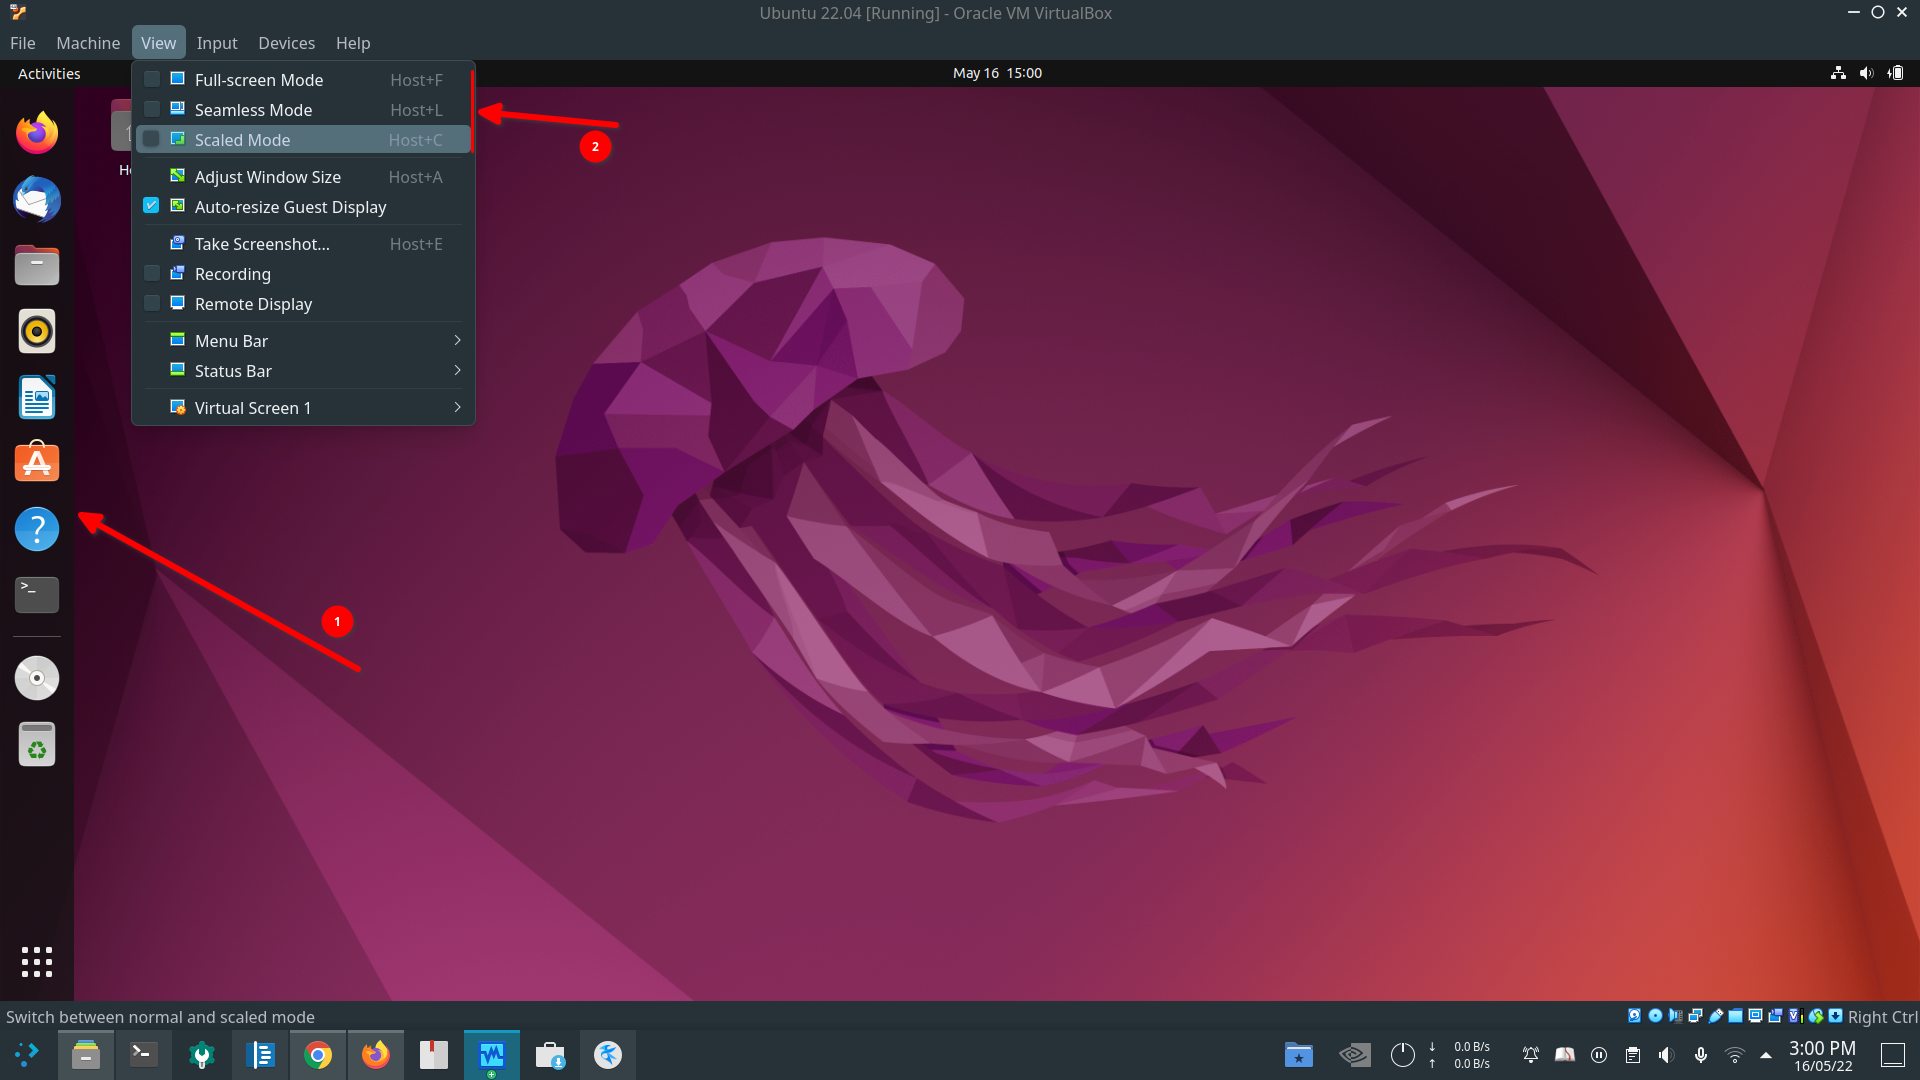 Ubuntu 22.04 [Running] - Oracle VM VirtualBox
File Machine View Input Devices Help
Activities
May 16 15:00
Full-screen Mode Host+F
Seamless Mode Host+L
Scaled Mode Host+C
Adjust Window Size Host+A
Auto-resize Guest Display
Take Screenshot... Host+E
Recording
Remote Display
Menu Bar
Status Bar
Virtual Screen 1
2
1
Switch between normal and scaled mode
Right Ctrl
0.0 B/s
0.0 B/s
3:00 PM
16/05/22